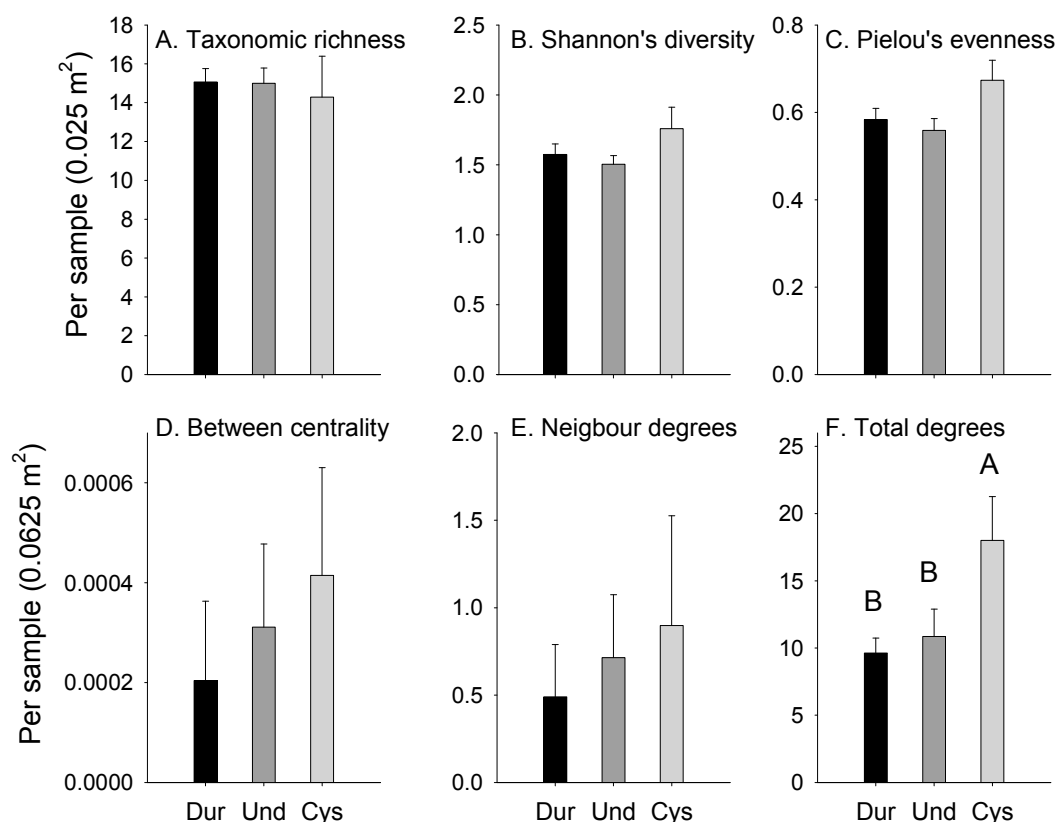 A. Taxonomic richness
18
16
14
12
10
8
6
4
2
0
Per sample (0.025 m²)
B. Shannon's diversity
2.5
2.0
1.5
1.0
0.5
0.0
C. Pielou's evenness
0.8
0.6
0.4
0.2
0.0
D. Between centrality
0.0006
0.0004
0.0002
0.0000
Per sample (0.0625 m²)
Dur Und Cys
E. Neigbour degrees
2.0
1.5
1.0
0.5
0.0
Dur Und Cys
F. Total degrees
25
20
15
10
5
0
B
B
A
Dur Und Cys